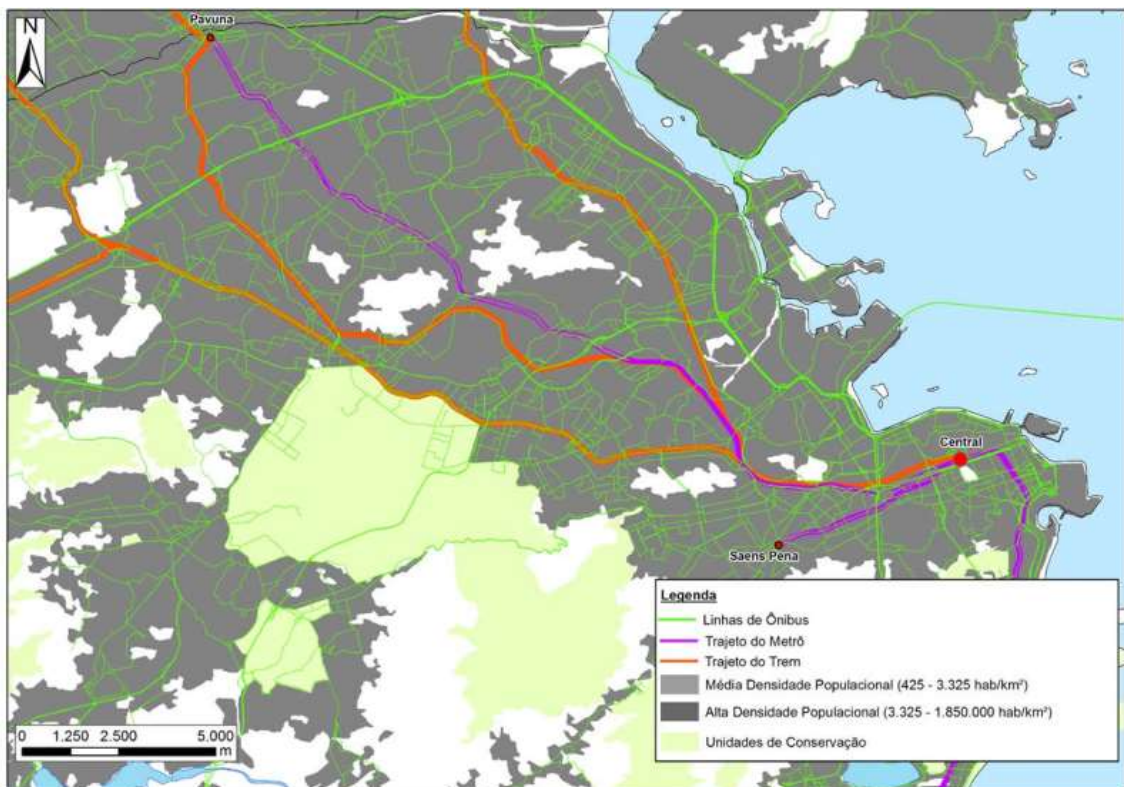 Pavuna
N
Central
Saens Pena
Legenda
Linhas de Ônibus
Trajeto do Metrô
Trajeto do Trem
Média Densidade Populacional (425 - 3.325 hab/km²)
Alta Densidade Populacional (3.325 - 1.850.000 hab/km²)
Unidades de Conservação
0 1.250 2.500 5.000
m